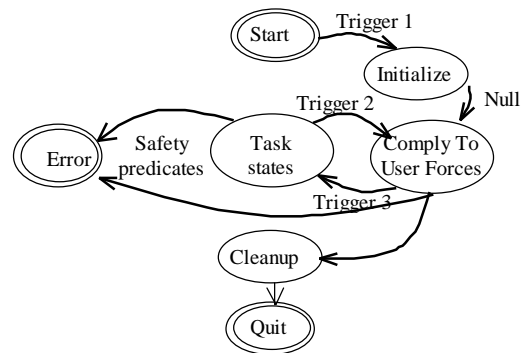 Start
Trigger 1
Initialize
Null
Trigger 2
Error
Safety
predicates
Task
states
Comply To
User Forces
Trigger 3
Cleanup
Quit